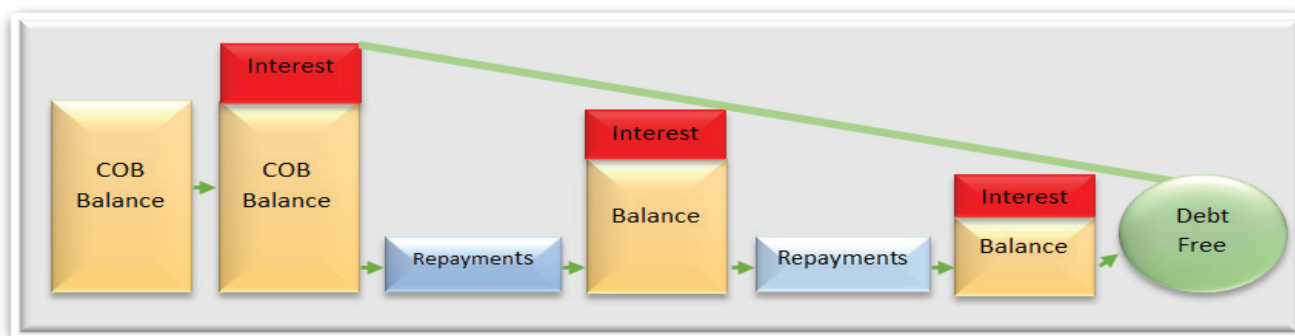 COB
Balance
Interest
COB
Balance
Repayments
Interest
Balance
Repayments
Interest
Balance
Debt
Free